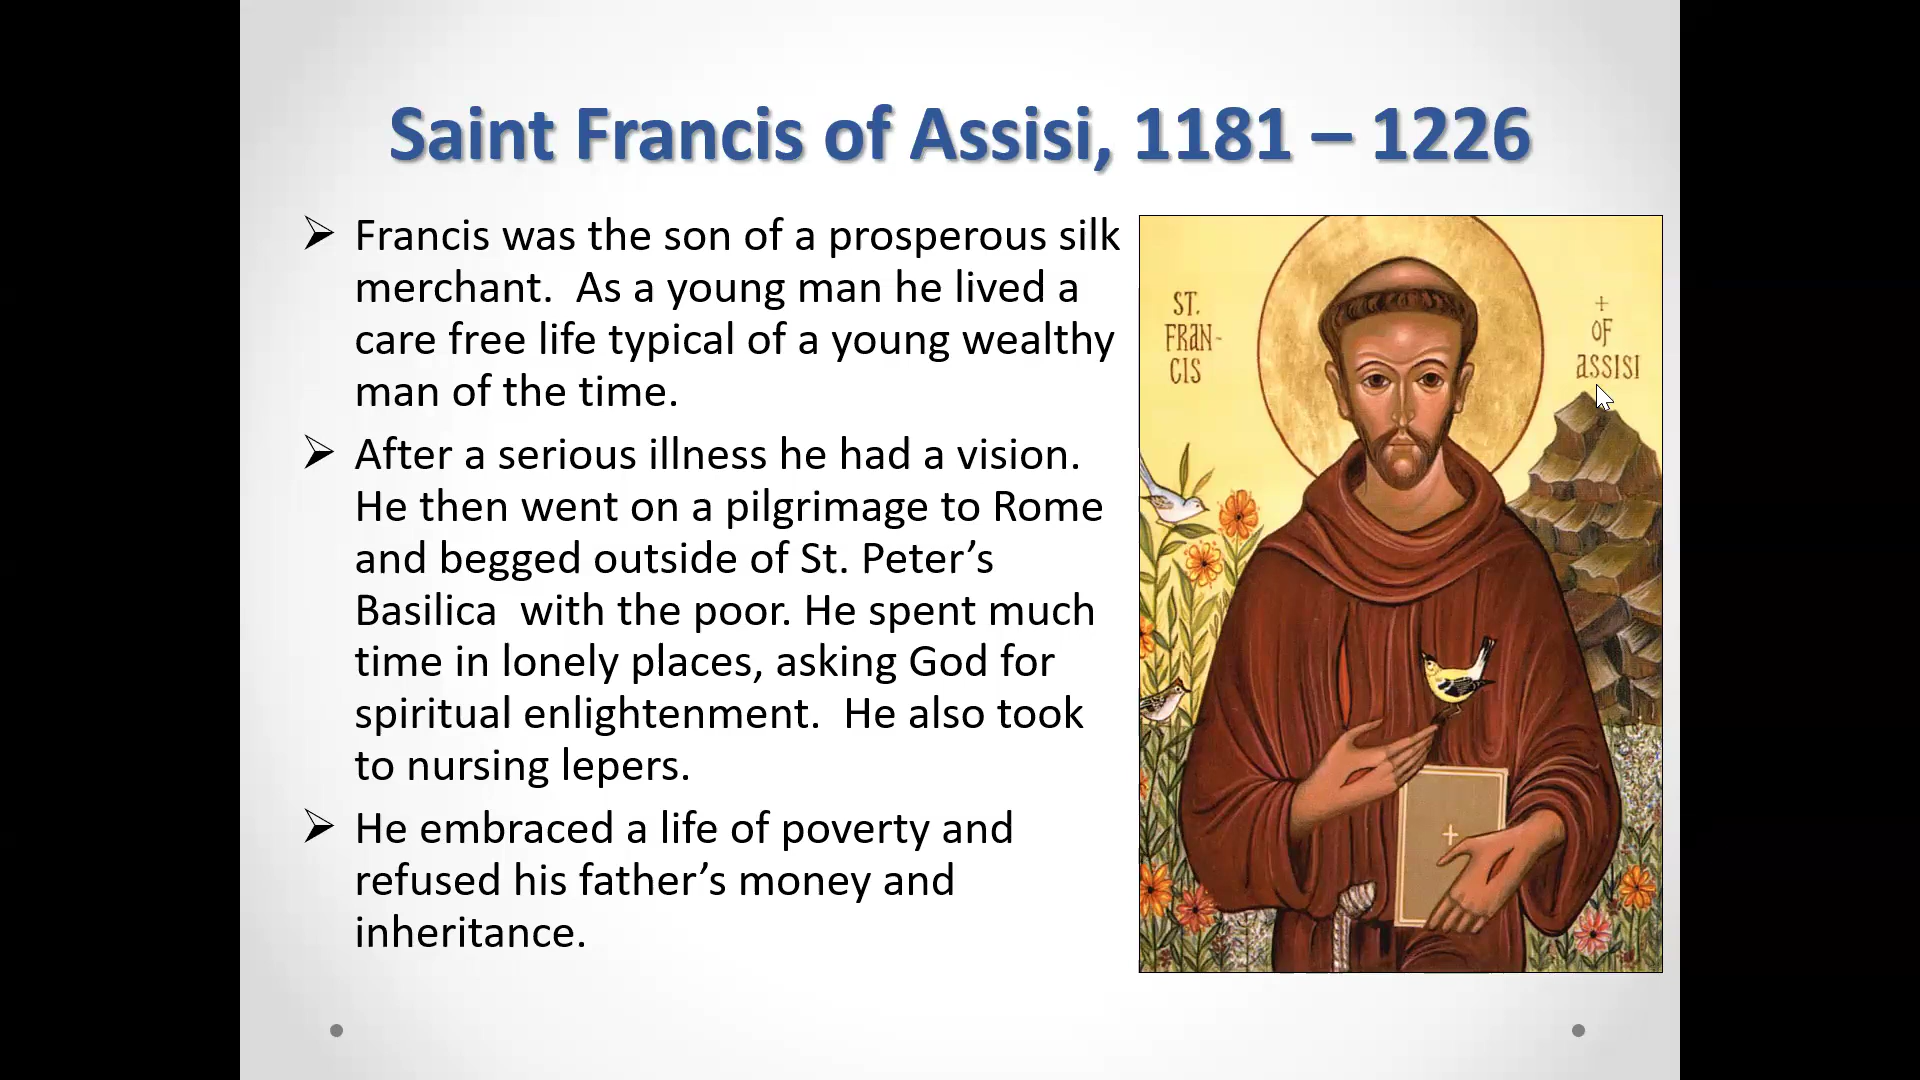 Saint Francis of Assisi, 1181 – 1226
Francis was the son of a prosperous silk
merchant.  As a young man he lived a
care free life typical of a young wealthy
man of the time.
After a serious illness he had a vision.
He then went on a pilgrimage to Rome
and begged outside of St. Peter’s
Basilica  with the poor. He spent much
time in lonely places, asking God for
spiritual enlightenment.  He also took
to nursing lepers.
He embraced a life of poverty and
refused his father’s money and
inheritance.
ST.
FRAN-
CIS
+
OF
ASSISI